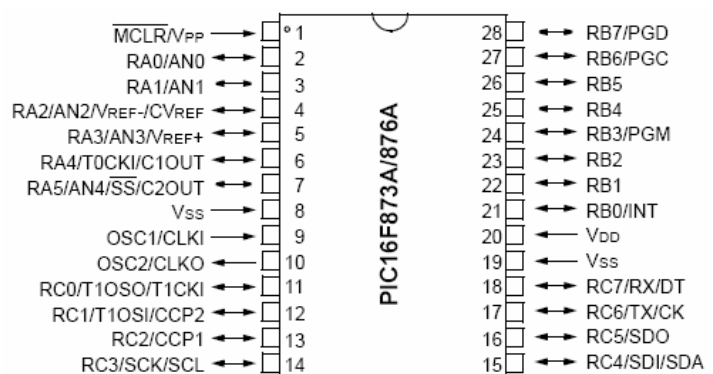 MCLR/VPP 1 28 RB7/PGD
RA0/AN0 2 27 RB6/PGC
RA1/AN1 3 26 RB5
RA2/AN2/VREF-/CVREF 4 25 RB4
RA3/AN3/VREF+ 5 24 RB3/PGM
RA4/T0CKI/C1OUT 6 23 RB2
RA5/AN4/SS/C2OUT 7 22 RB1
VSS 8 21 RB0/INT
OSC1/CLKI 9 20 VDD
OSC2/CLKO 10 19 VSS
RC0/T1OSO/T1CKI 11 18 RC7/RX/DT
RC1/T1OSI/CCP2 12 17 RC6/TX/CK
RC2/CCP1 13 16 RC5/SDO
RC3/SCK/SCL 14 15 RC4/SDI/SDA
PIC16F873A/876A